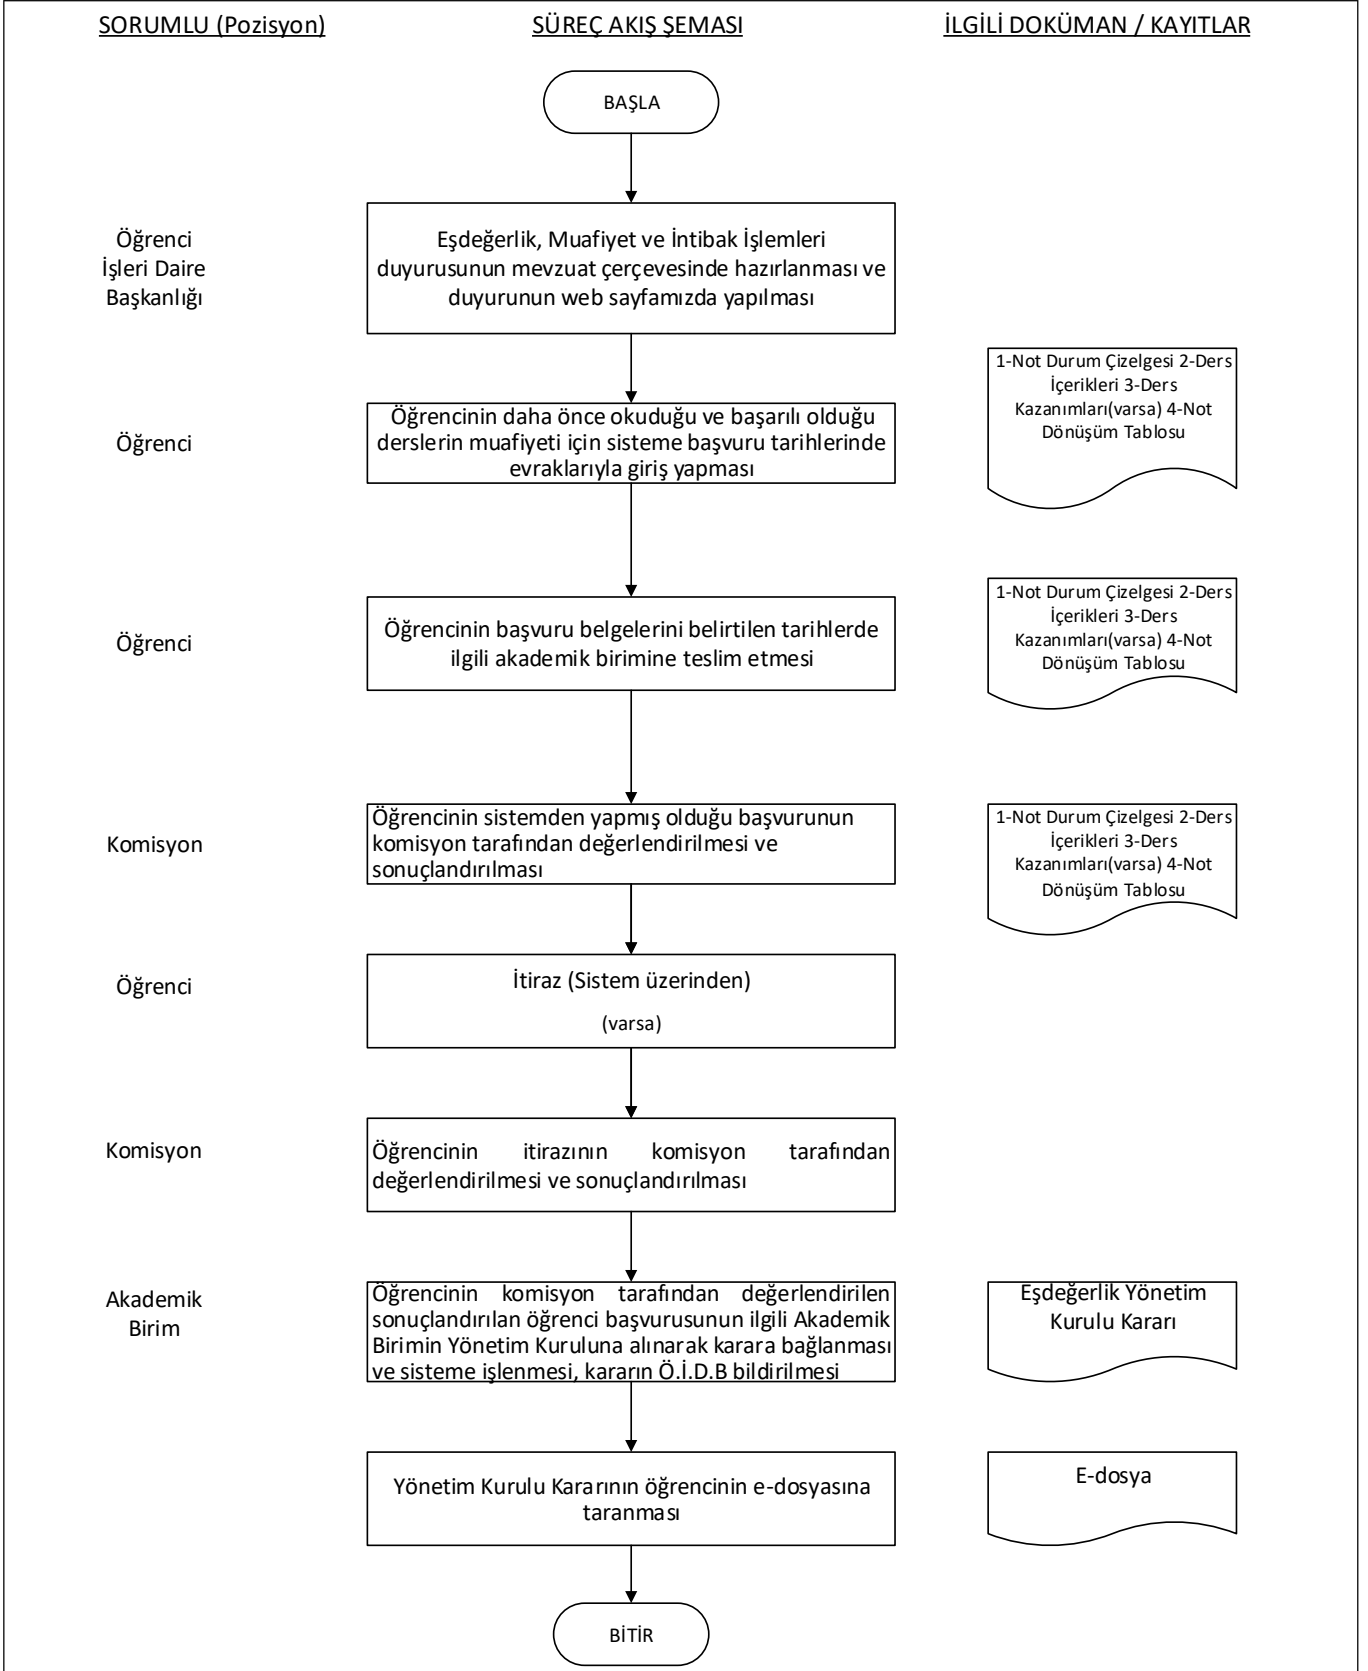 SORUMLU (Pozisyon)
SÜREÇ AKIŞ ŞEMASI
İLGİLİ DOKÜMAN / KAYITLAR
BAŞLA
Öğrenci
İşleri Daire
Başkanlığı
Eşdeğerlik, Muafiyet ve İntibak İşlemleri
duyurusunun mevzuat çerçevesinde hazırlanması ve
duyurunun web sayfamızda yapılması
Öğrenci
Öğrencinin daha önce okuduğu ve başarılı olduğu
derslerin muafiyeti için sisteme başvuru tarihlerinde
evraklarıyla giriş yapması
1-Not Durum Çizelgesi 2-Ders
İçerikleri 3-Ders
Kazanımları(varsa) 4-Not
Dönüşüm Tablosu
Öğrenci
Öğrencinin başvuru belgelerini belirtilen tarihlerde
ilgili akademik birimine teslim etmesi
1-Not Durum Çizelgesi 2-Ders
İçerikleri 3-Ders
Kazanımları(varsa) 4-Not
Dönüşüm Tablosu
Komisyon
Öğrencinin sistemden yapmış olduğu başvurunun
komisyon tarafından değerlendirilmesi ve
sonuçlandırılması
1-Not Durum Çizelgesi 2-Ders
İçerikleri 3-Ders
Kazanımları(varsa) 4-Not
Dönüşüm Tablosu
Öğrenci
İtiraz (Sistem üzerinden)
(varsa)
Komisyon
Öğrencinin itirazının komisyon tarafından
değerlendirilmesi ve sonuçlandırılması
Akademik
Birim
Öğrencinin komisyon tarafından değerlendirilen
sonuçlandırılan öğrenci başvurusunun ilgili Akademik
Birimin Yönetim Kuruluna alınarak karara bağlanması
ve sisteme işlenmesi, kararın Ö.İ.D.B bildirilmesi
Eşdeğerlik Yönetim
Kurulu Kararı
Yönetim Kurulu Kararının öğrencinin e-dosyasına
taranması
E-dosya
BİTİR